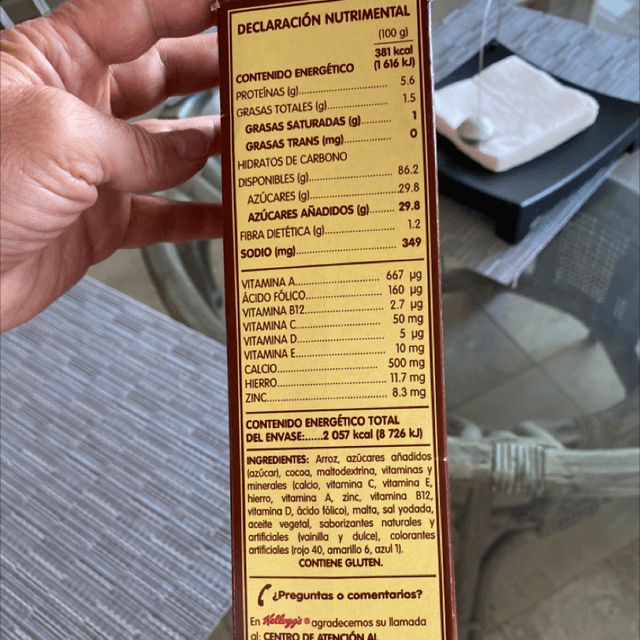 DECLARACIÓN NUTRIMENTAL
(100 g)
CONTENIDO ENERGÉTICO 381 kcal
(1 616 kJ)
PROTEÍNAS (g)........................ 5.6
GRASAS TOTALES (g)................. 1.5
GRASAS SATURADAS (g)........ 1
GRASAS TRANS (mg)............. 0
HIDRATOS DE CARBONO
DISPONIBLES (g)...................... 86.2
AZÚCARES (g)...................... 29.8
AZÚCARES AÑADIDOS (g)....... 29.8
FIBRA DIETÉTICA (g).................. 1.2
SODIO (mg)............................ 349
VITAMINA A........................ 667 µg
ÁCIDO FÓLICO.................... 160 µg
VITAMINA B12..................... 2.7 µg
VITAMINA C........................ 50 mg
VITAMINA D........................ 5 µg
VITAMINA E........................ 10 mg
CALCIO............................... 500 mg
HIERRO............................... 11.7 mg
ZINC................................... 8.3 mg
CONTENIDO ENERGÉTICO TOTAL
DEL ENVASE:......2 057 kcal (8 726 kJ)
INGREDIENTES: Arroz, azúcares añadidos
(azúcar), cocoa, maltodextrina, vitaminas y
minerales (calcio, vitamina C, vitamina E,
hierro, vitamina A, zinc, vitamina B12,
vitamina D, ácido fólico), malta, sal yodada,
aceite vegetal, saborizantes naturales y
artificiales (vainilla y dulce), colorantes
artificiales (rojo 40, amarillo 6, azul 1).
CONTIENE GLUTEN.
¿Preguntas o comentarios?
En Kellogg's® agradecemos su llamada
al: CENTRO DE ATENCIÓN AL